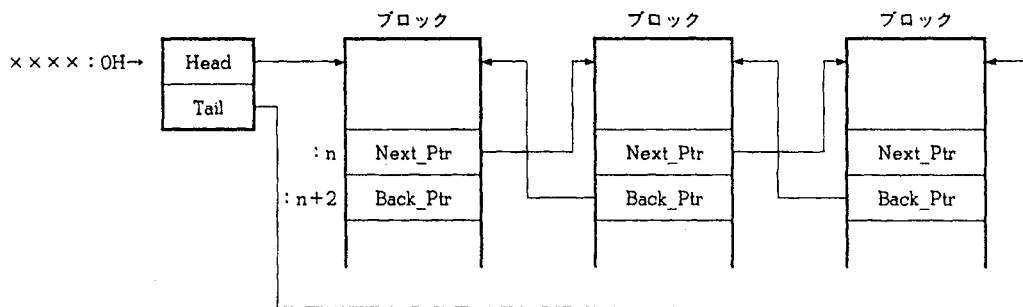 ブロック ブロック ブロック
××××:0H→ Head
Tail
:n Next_Ptr Next_Ptr Next_Ptr
:n+2 Back_Ptr Back_Ptr Back_Ptr